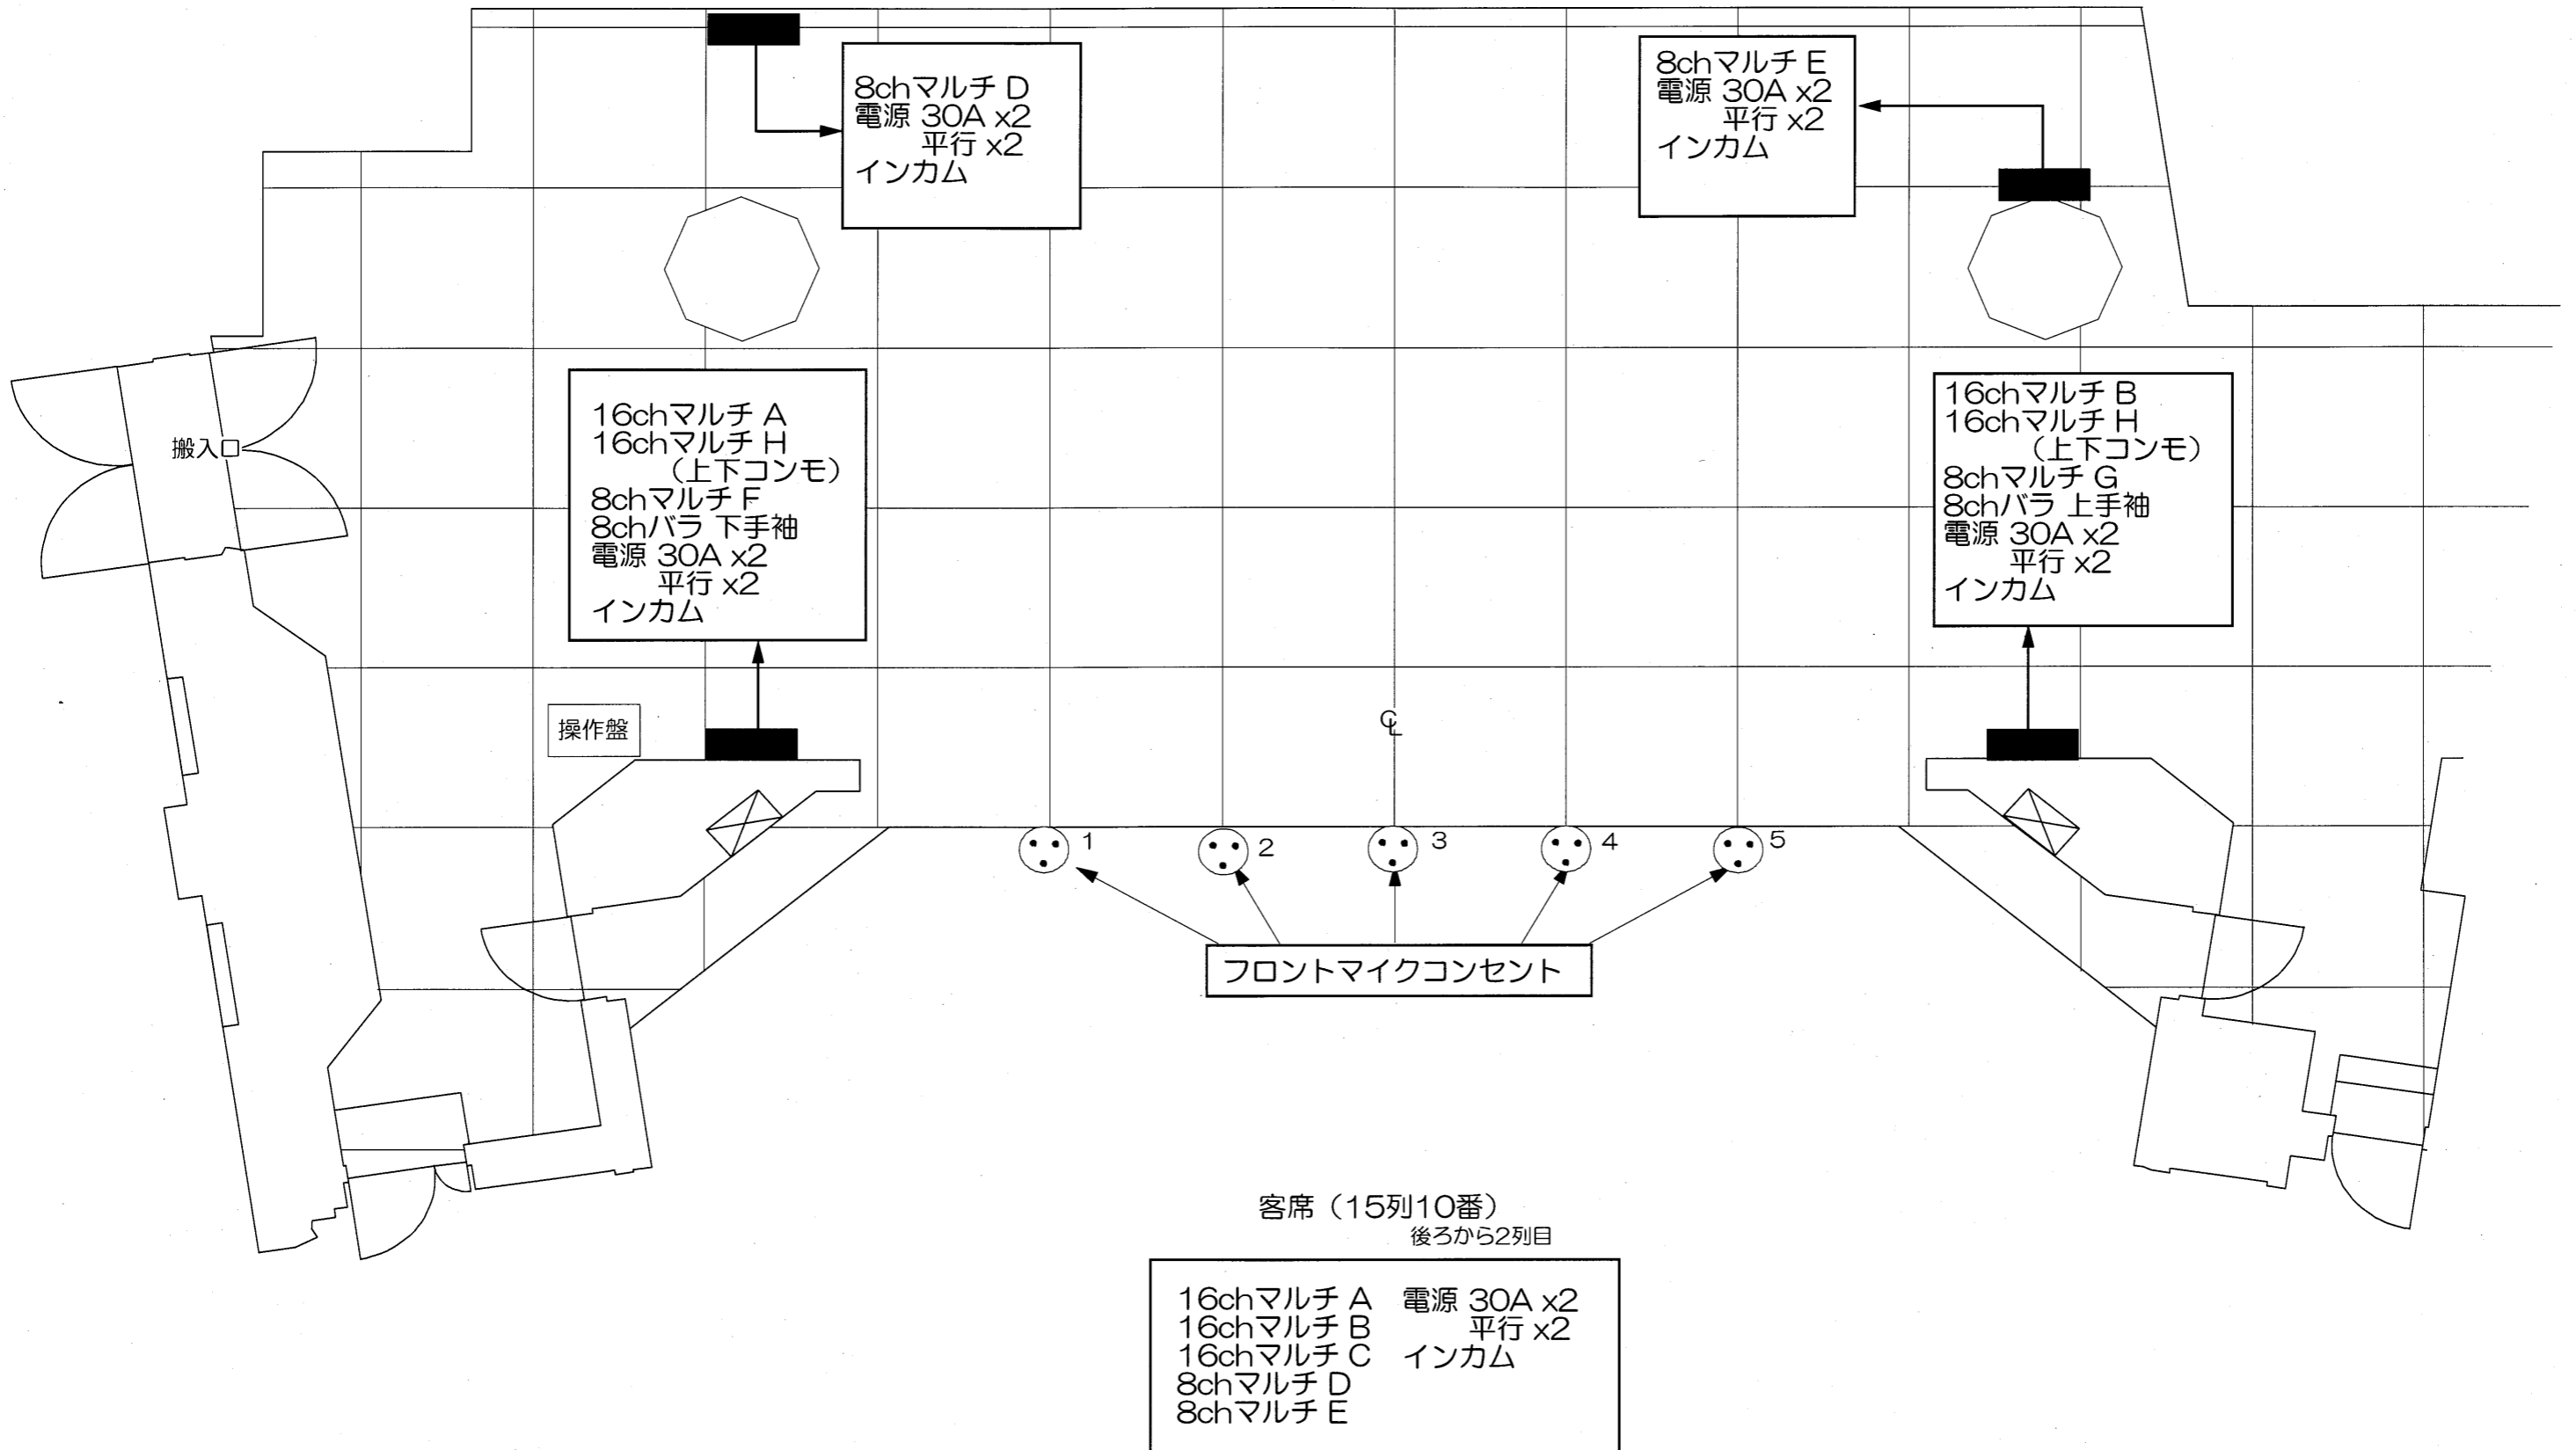 8chマルチ D
電源 30A x2
平行 x2
インカム
8chマルチ E
電源 30A x2
平行 x2
インカム
搬入口
16chマルチ A
16chマルチ H
（上下コンモ）
8chマルチ F
8chバラ 下手袖
電源 30A x2
平行 x2
インカム
16chマルチ B
16chマルチ H
（上下コンモ）
8chマルチ G
8chバラ 上手袖
電源 30A x2
平行 x2
インカム
操作盤
℄
1
2
3
4
5
フロントマイクコンセント
客席（15列10番）
後ろから2列目
16chマルチ A
16chマルチ B
16chマルチ C
8chマルチ D
8chマルチ E
電源 30A x2
平行 x2
インカム